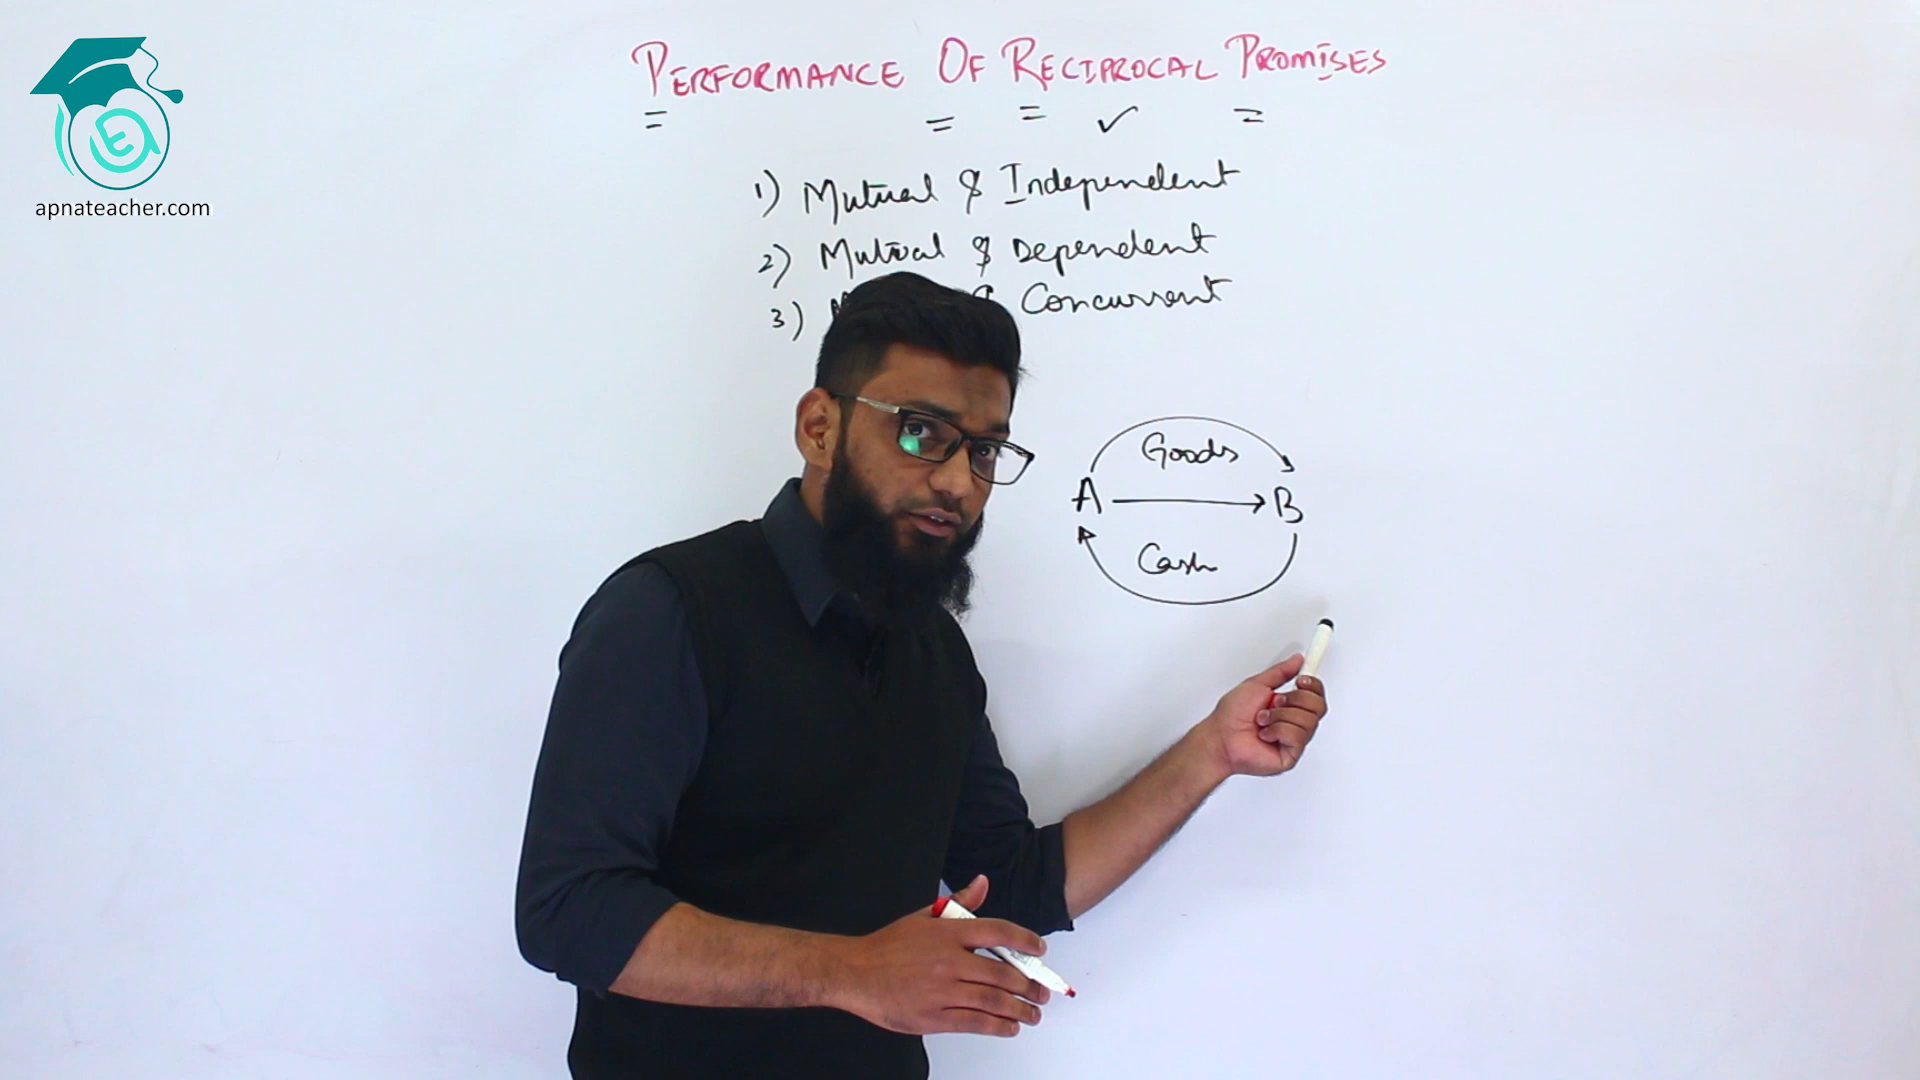 apnateacher.com
PERFORMANCE OF RECIPROCAL PROMISES
1) Mutual & Independent
2) Mutual & Dependent
3) & Concurrent
Goods
A B
Cash